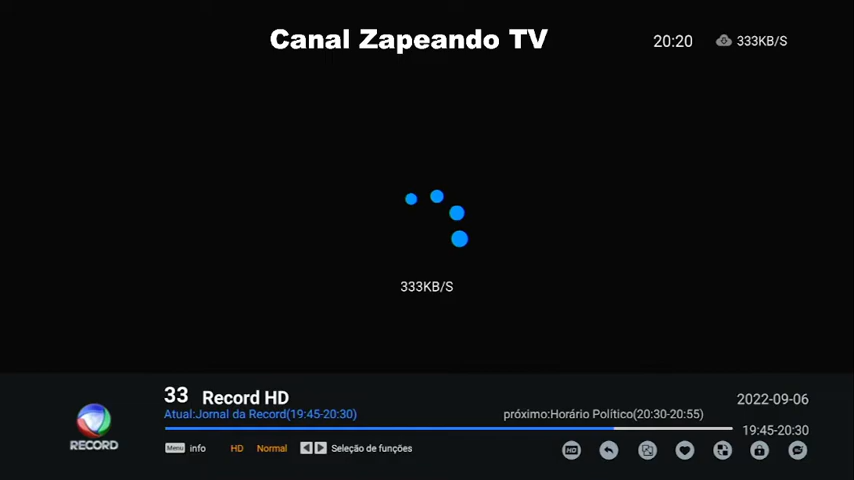 Canal Zapeando TV
20:20
333KB/S
333KB/S
33 Record HD
2022-09-06
Atual:Jornal da Record(19:45-20:30)
próximo:Horário Político(20:30-20:55)
19:45-20:30
RECORD
Menu info HD Normal Seleção de funções
HD